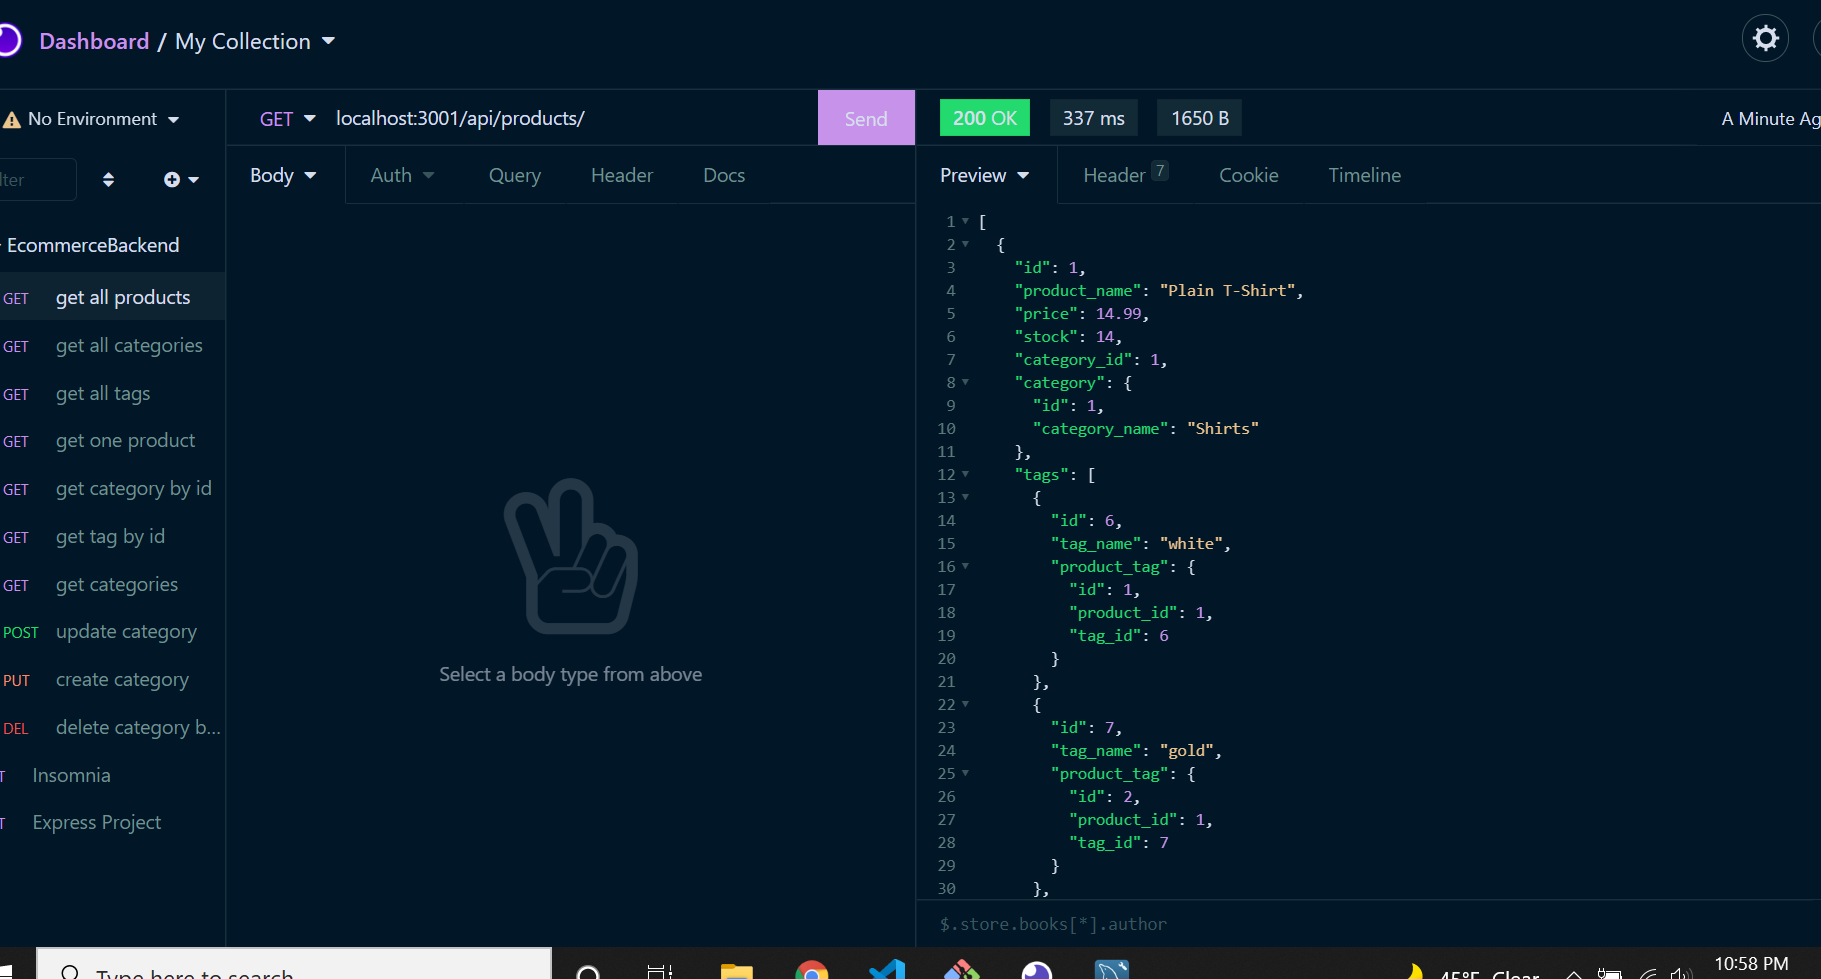 Dashboard / My Collection
No Environment
GET localhost:3001/api/products/ Send
200 OK 337 ms 1650 B A Minute Ag
Body Auth Query Header Docs
Preview Header 7 Cookie Timeline
lter
EcommerceBackend
GET get all products
GET get all categories
GET get all tags
GET get one product
GET get category by id
GET get tag by id
GET get categories
POST update category
PUT create category
DEL delete category b...
T Insomnia
T Express Project
Select a body type from above
1 [
2 {
3 "id": 1,
4 "product_name": "Plain T-Shirt",
5 "price": 14.99,
6 "stock": 14,
7 "category_id": 1,
8 "category": {
9 "id": 1,
10 "category_name": "Shirts"
11 },
12 "tags": [
13 {
14 "id": 6,
15 "tag_name": "white",
16 "product_tag": {
17 "id": 1,
18 "product_id": 1,
19 "tag_id": 6
20 }
21 },
22 {
23 "id": 7,
24 "tag_name": "gold",
25 "product_tag": {
26 "id": 2,
27 "product_id": 1,
28 "tag_id": 7
29 }
30 },
$.store.books[*].author
Type here to search
45°F Clear
10:58 PM